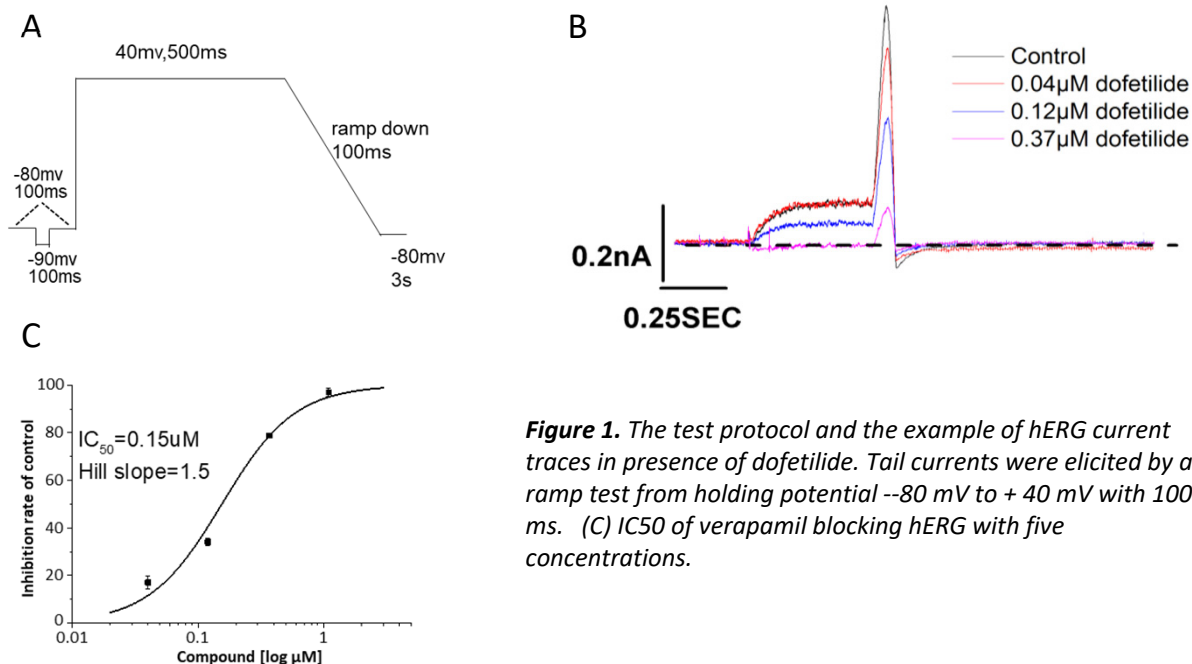 A
40mv,500ms
ramp down
100ms
-80mv
100ms
-90mv
100ms
-80mV
3s
B
Control
0.04µM dofetilide
0.12µM dofetilide
0.37µM dofetilide
0.2nA
0.25SEC
C
Inhibition rate of control
100
80
60
40
20
0
IC50=0.15uM
Hill slope=1.5
0.01
0.1
1
Compound [log µM]
Figure 1. The test protocol and the example of hERG current
traces in presence of dofetilide. Tail currents were elicited by a
ramp test from holding potential --80 mV to + 40 mV with 100
ms. (C) IC50 of verapamil blocking hERG with five
concentrations.